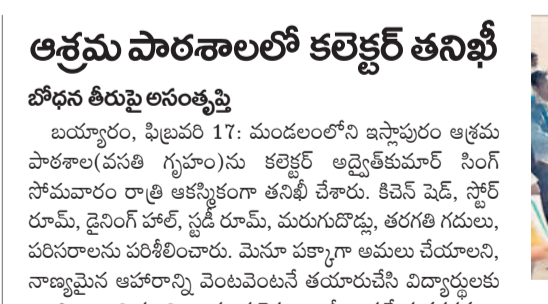 ఆశ్రమ పాఠశాలలో కలెక్టర్ తనిఖీ
బోధన తీరుపై అసంతృప్తి
బయ్యారం, ఫిబ్రవరి 17: మండలంలోని ఇస్లాపురం ఆశ్రమ
పాఠశాల(వసతి గృహం)ను కలెక్టర్ అద్వైత్‌కుమార్ సింగ్
సోమవారం రాత్రి ఆకస్మికంగా తనిఖీ చేశారు. కిచెన్ షెడ్, స్టోర్
రూమ్, డైనింగ్ హాల్, స్టడీ రూమ్, మరుగుదొడ్లు, తరగతి గదులు,
పరిసరాలను పరిశీలించారు. మెనూ పక్కాగా అమలు చేయాలని,
నాణ్యమైన ఆహారాన్ని వెంటవెంటనే తయారుచేసి విద్యార్థులకు